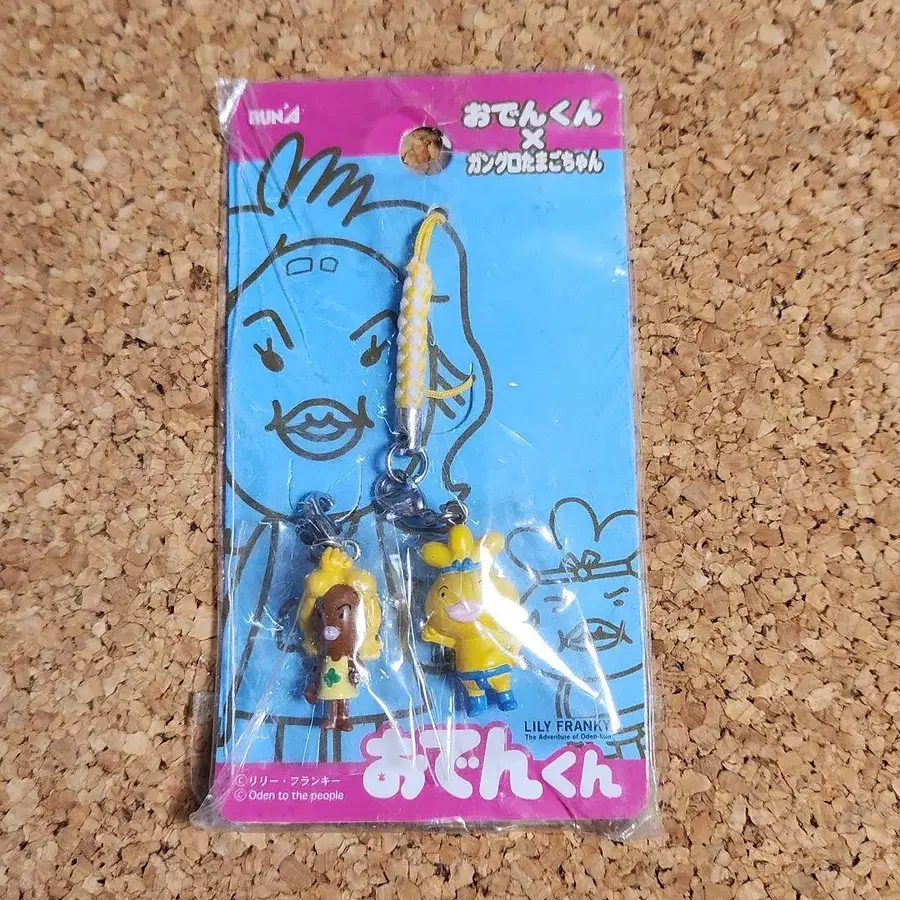 RUN'A
おでんくん
×
ガングロたまごちゃん
LILY FRANKY
The Adventure of Oden-kun
おでんくん
©リリー・フランキー
© Oden to the people